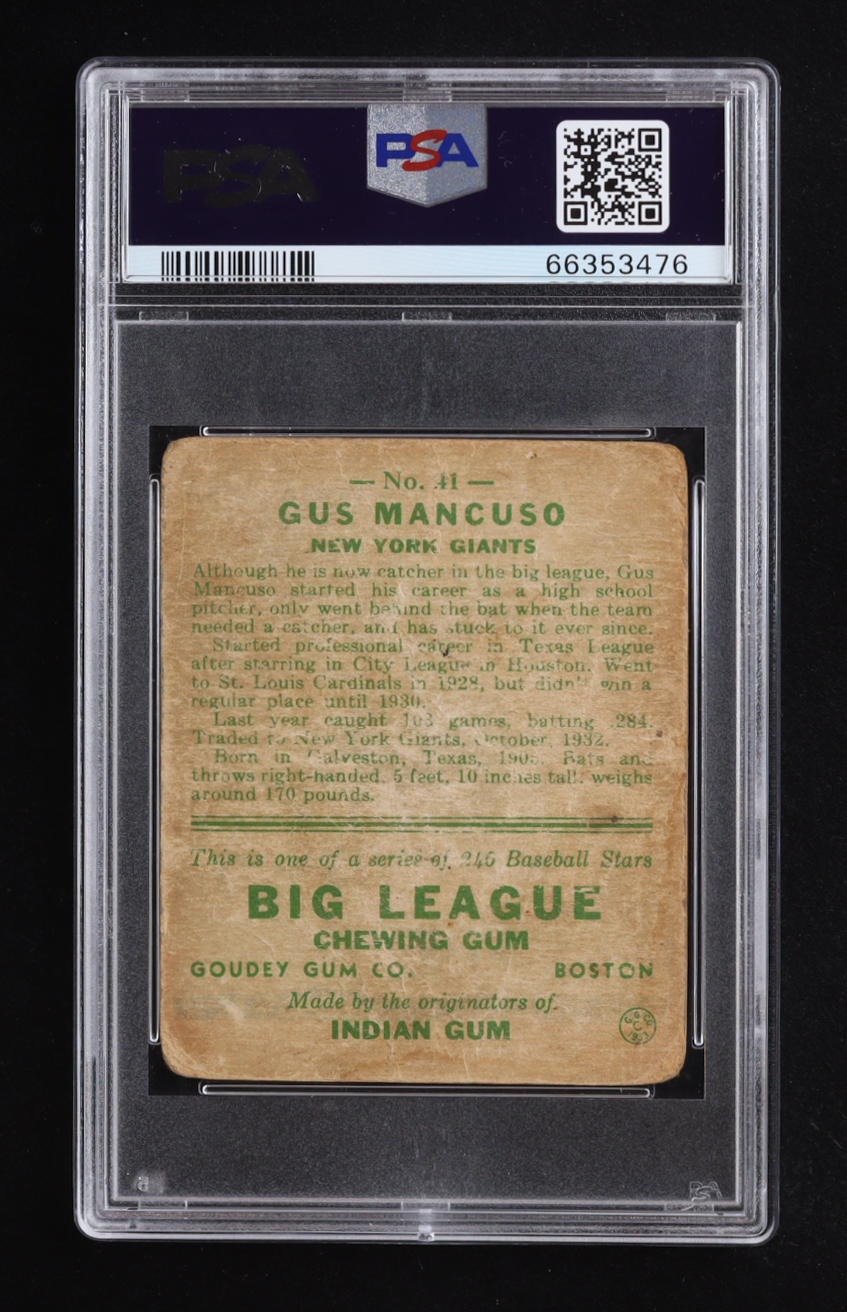 PSA
PSA
66353476
— No. 41 —
GUS MANCUSO
NEW YORK GIANTS
Although he is now catcher in the big league, Gus
Mancuso started his career as a high school
pitcher, only went behind the bat when the team
needed a catcher, and has stuck to it ever since.
Started professional career in Texas League
after starring in City League in Houston. Went
to St. Louis Cardinals in 1928, but didn't win a
regular place until 1930.
Last year caught 103 games, batting .284.
Traded to New York Giants, October, 1932.
Born in Galveston, Texas, 1905. Bats and
throws right-handed. 5 feet, 10 inches tall. weighs
around 170 pounds.
This is one of a series of 240 Baseball Stars
BIG LEAGUE
CHEWING GUM
GOUDEY GUM CO. BOSTON
Made by the originators of
INDIAN GUM